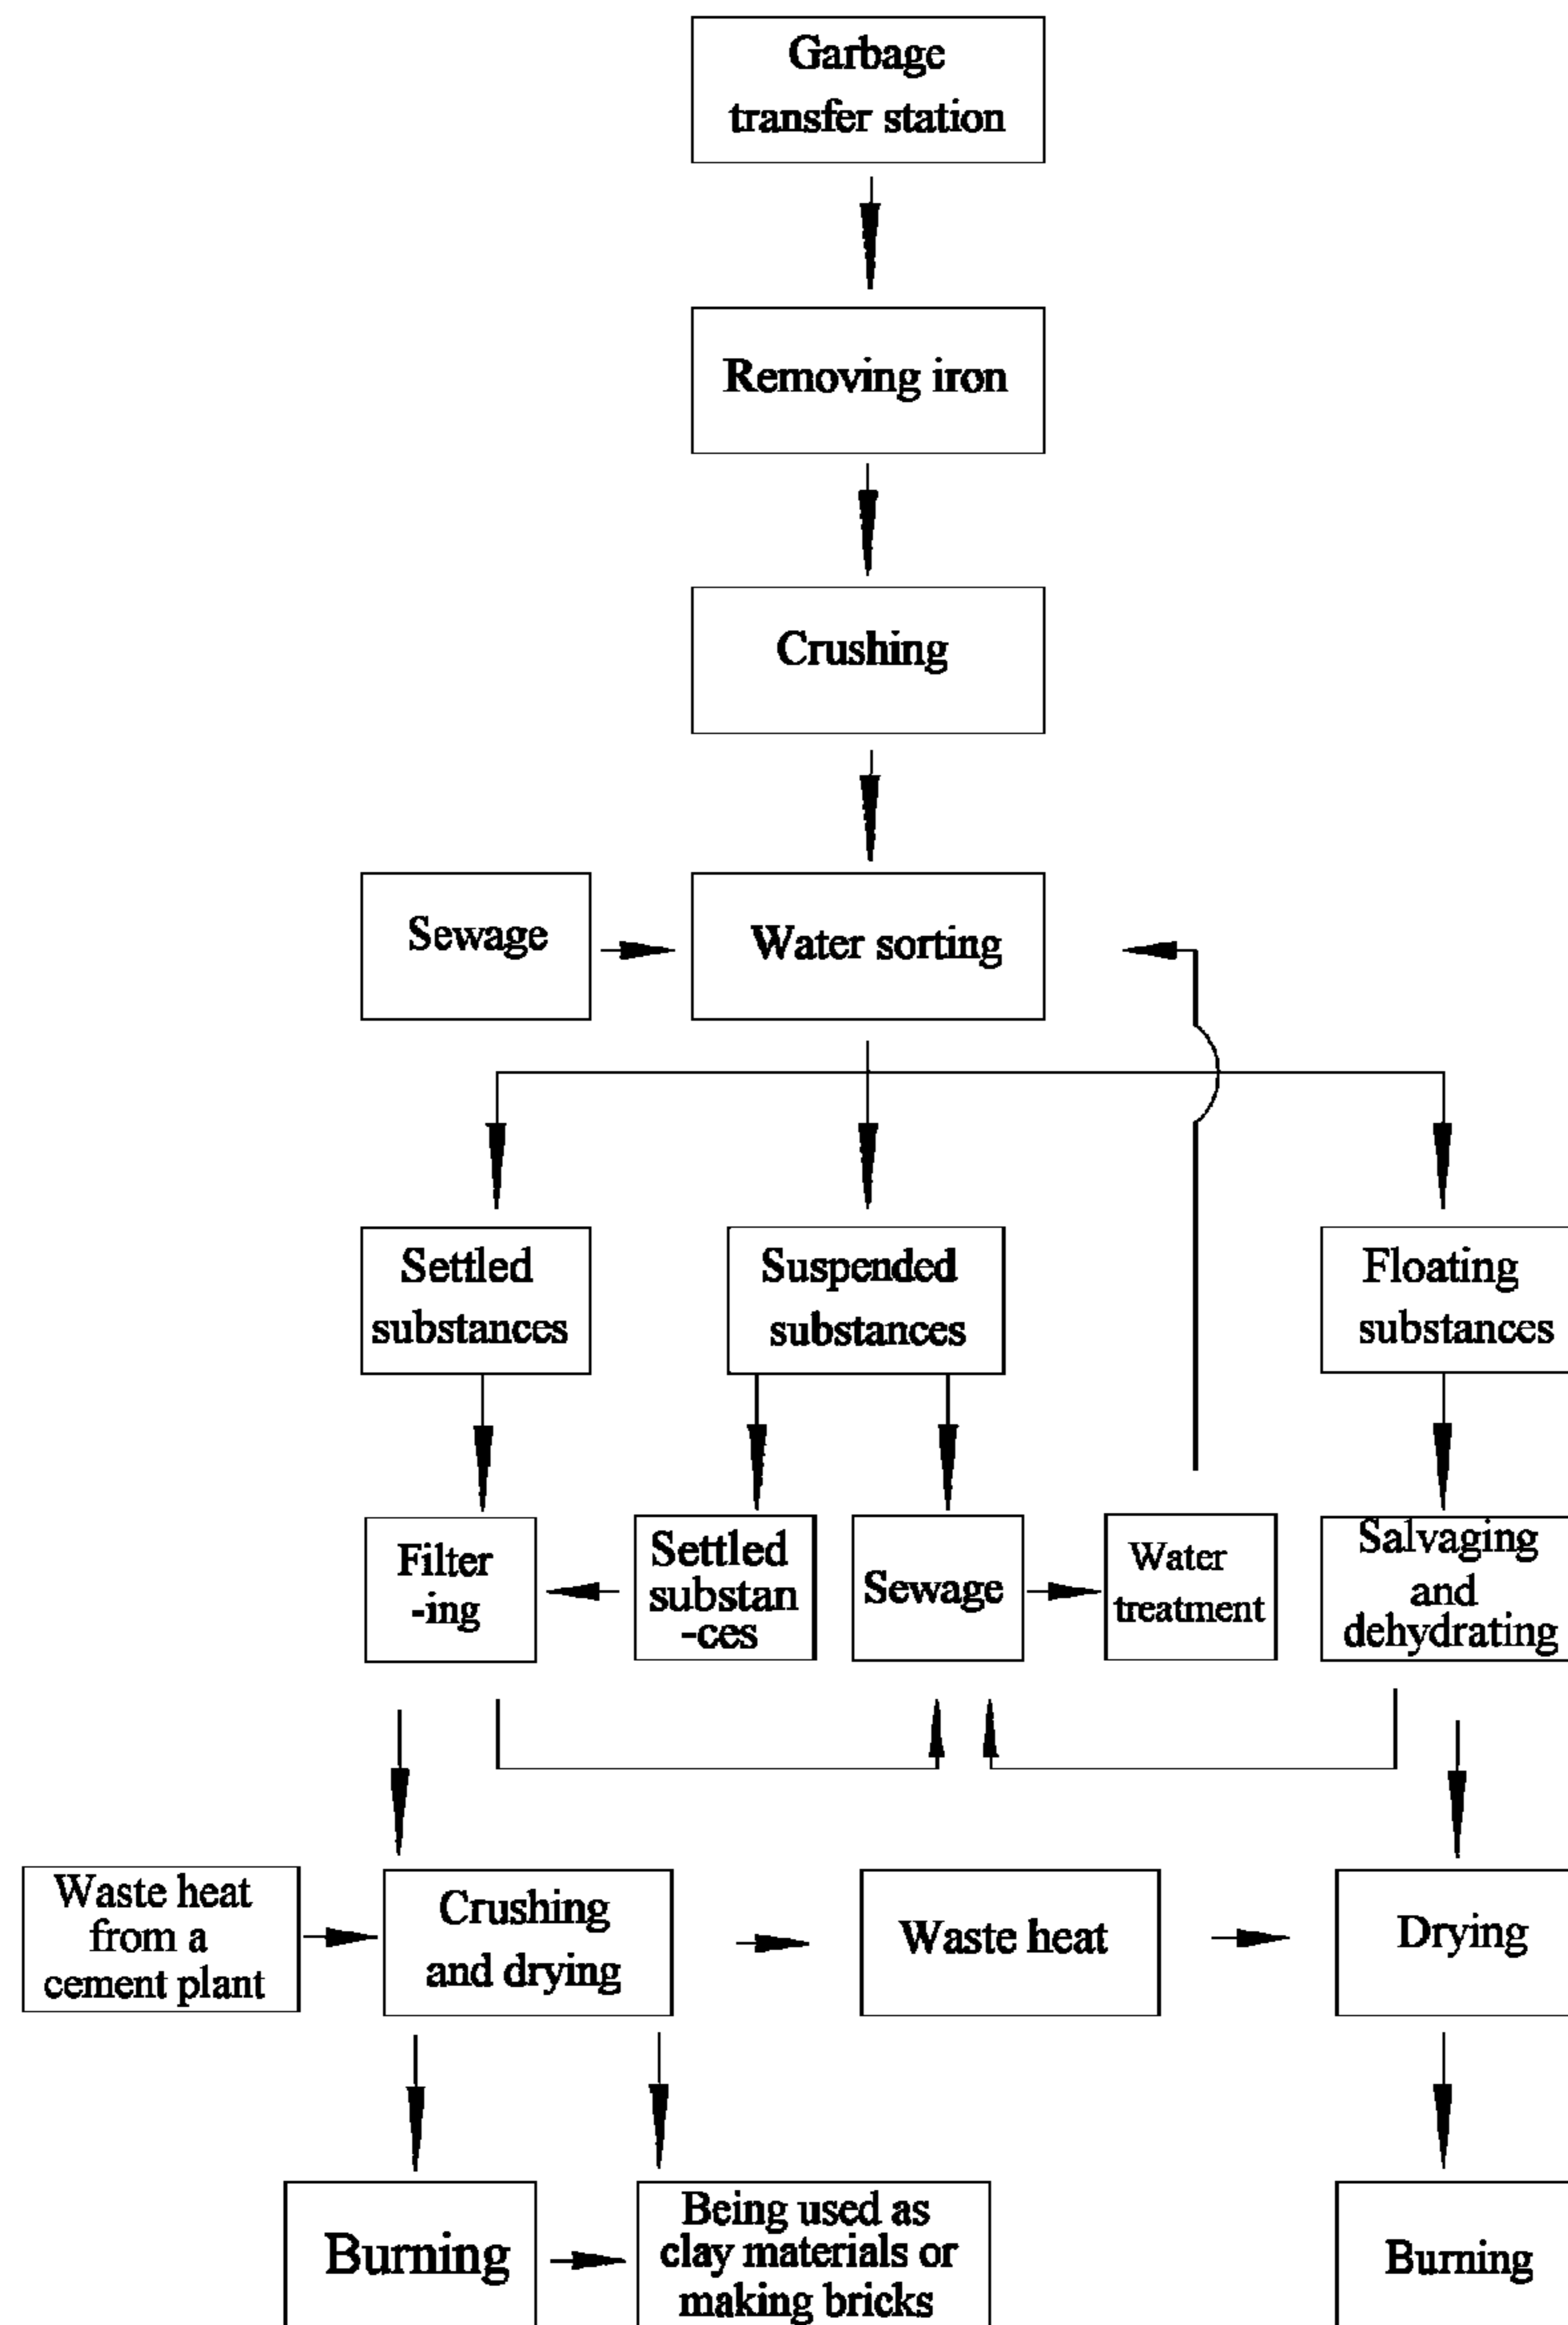 Garbage
transfer station
Removing iron
Crushing
Sewage
Water sorting
Settled
substances
Suspended
substances
Floating
substances
Filter
-ing
Settled
substan
-ces
Sewage
Water
treatment
Salvaging
and
dehydrating
Waste heat
from a
cement plant
Crushing
and drying
Waste heat
Drying
Burning
Being used as
clay materials or
making bricks
Burning